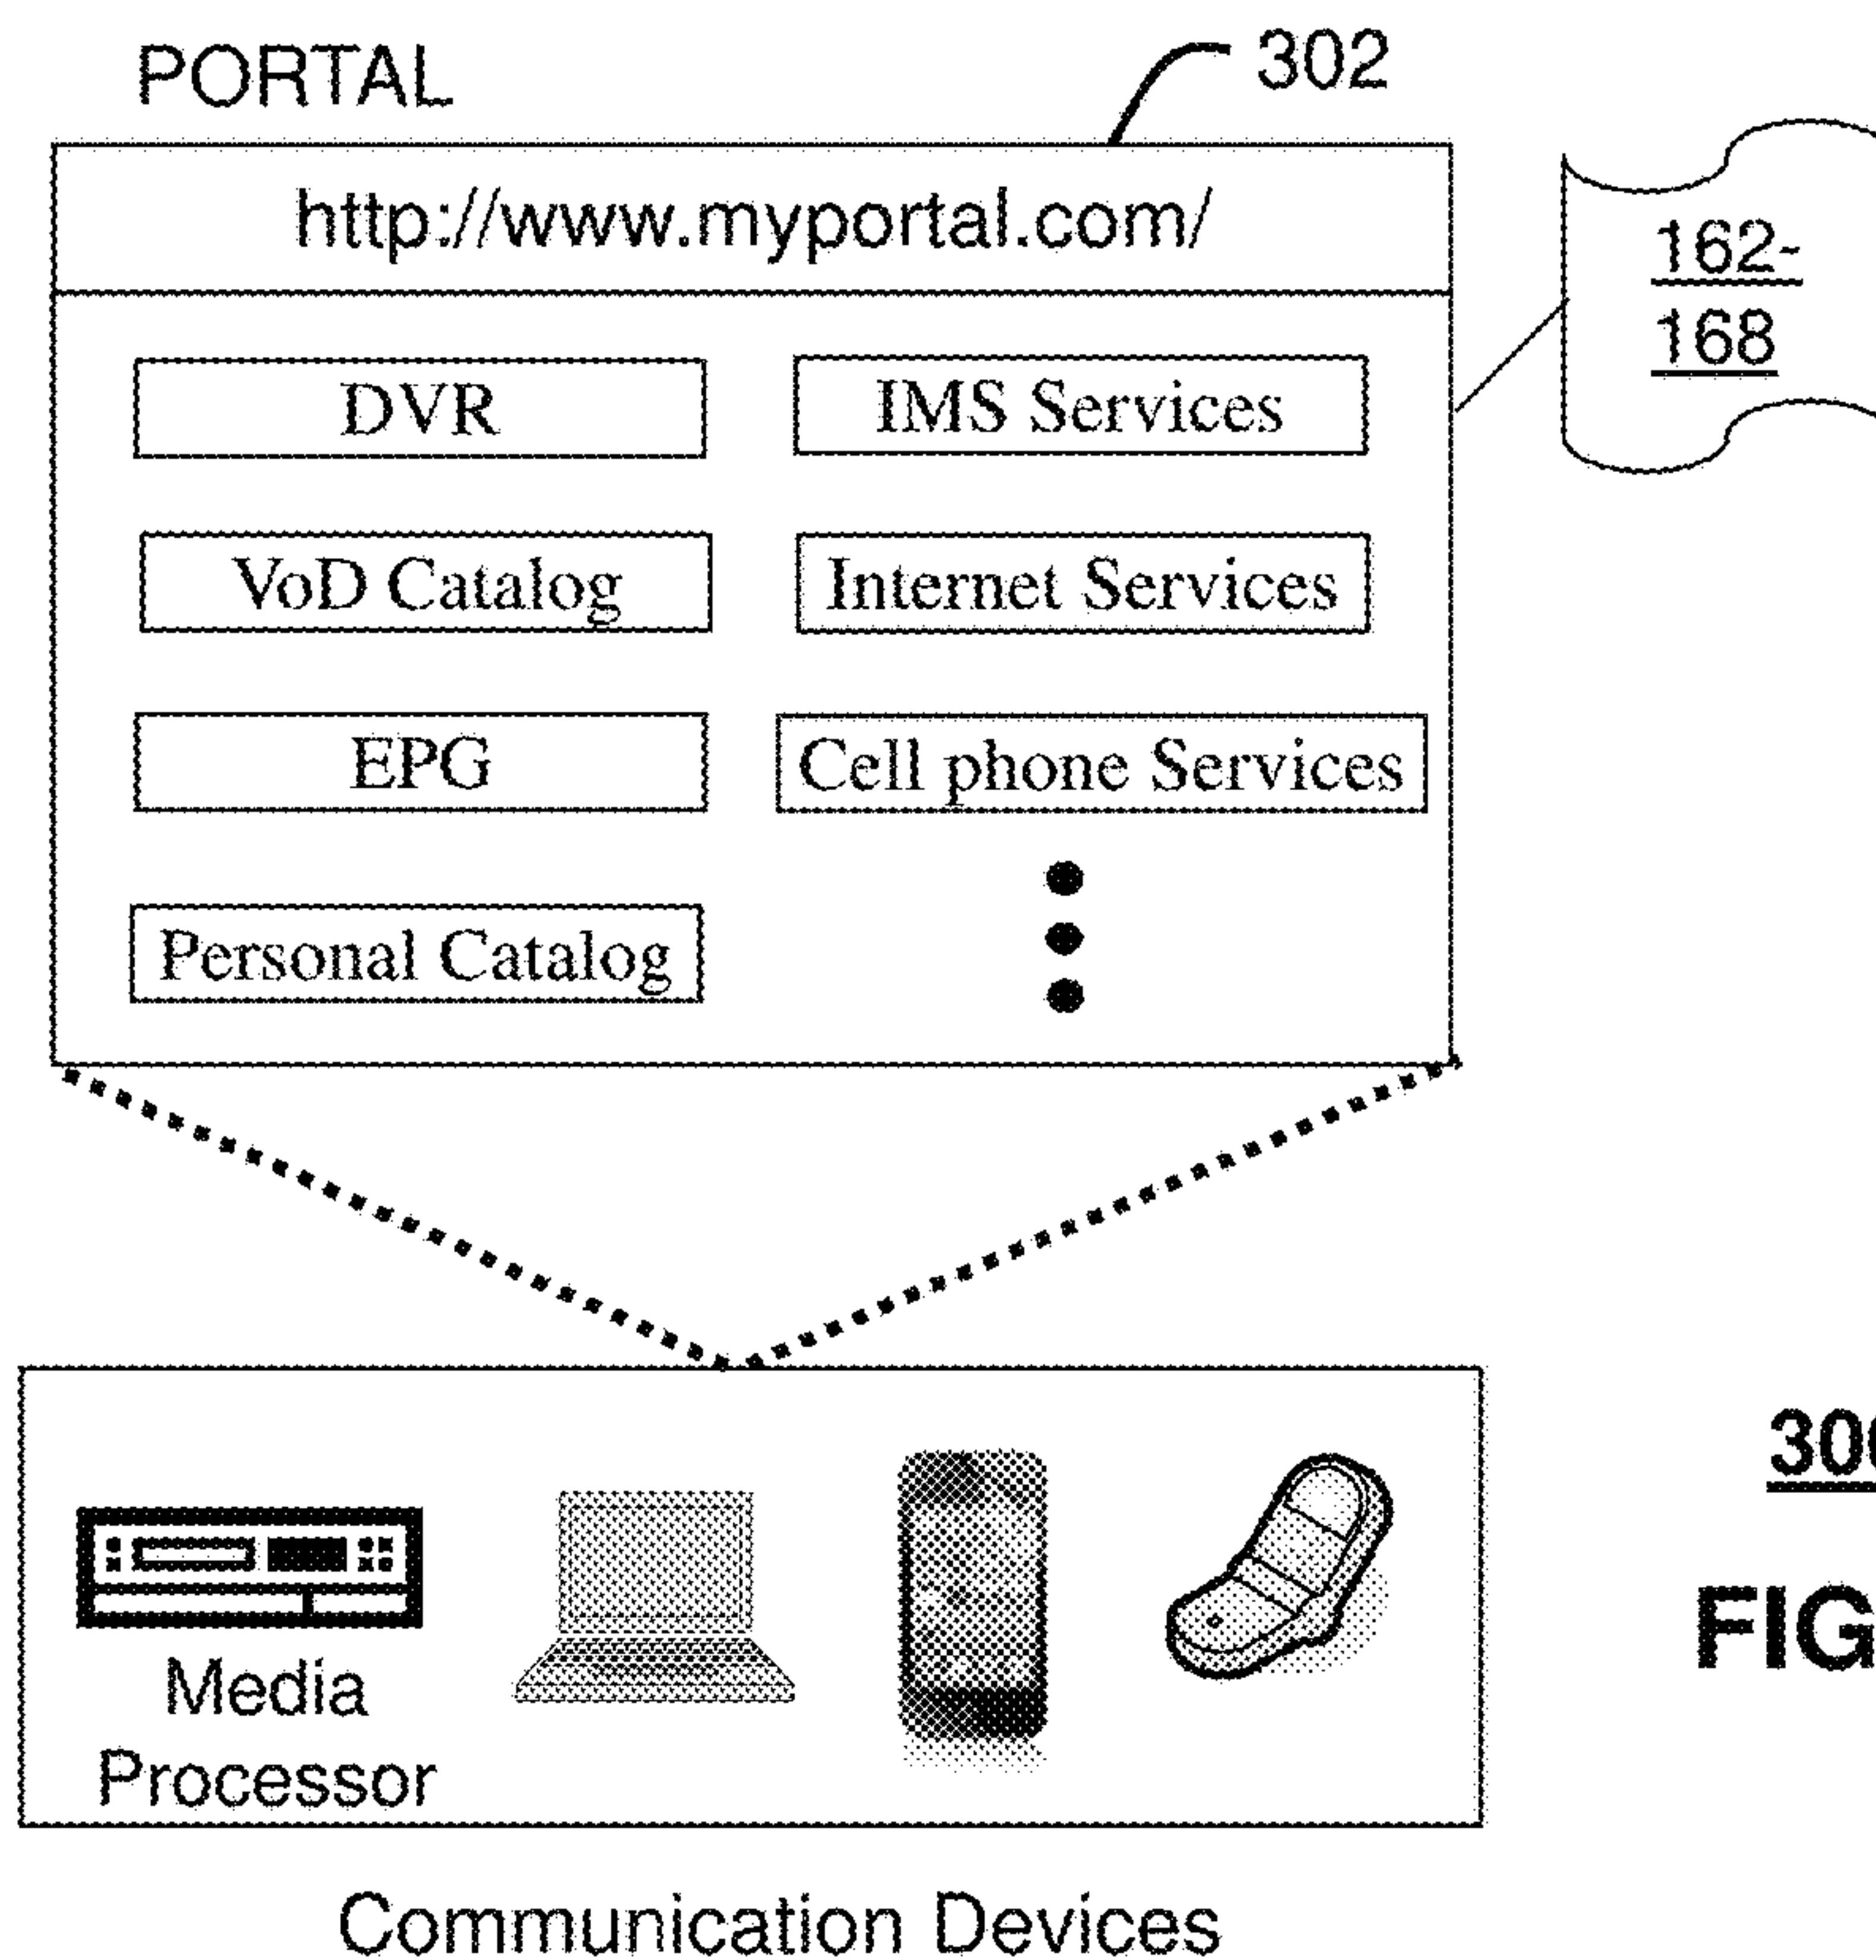 PORTAL
302
http://www.myportal.com/
162-
168
DVR
IMS Services
VoD Catalog
Internet Services
EPG
Cell phone Services
Personal Catalog
Media
Processor
Communication Devices
FIG